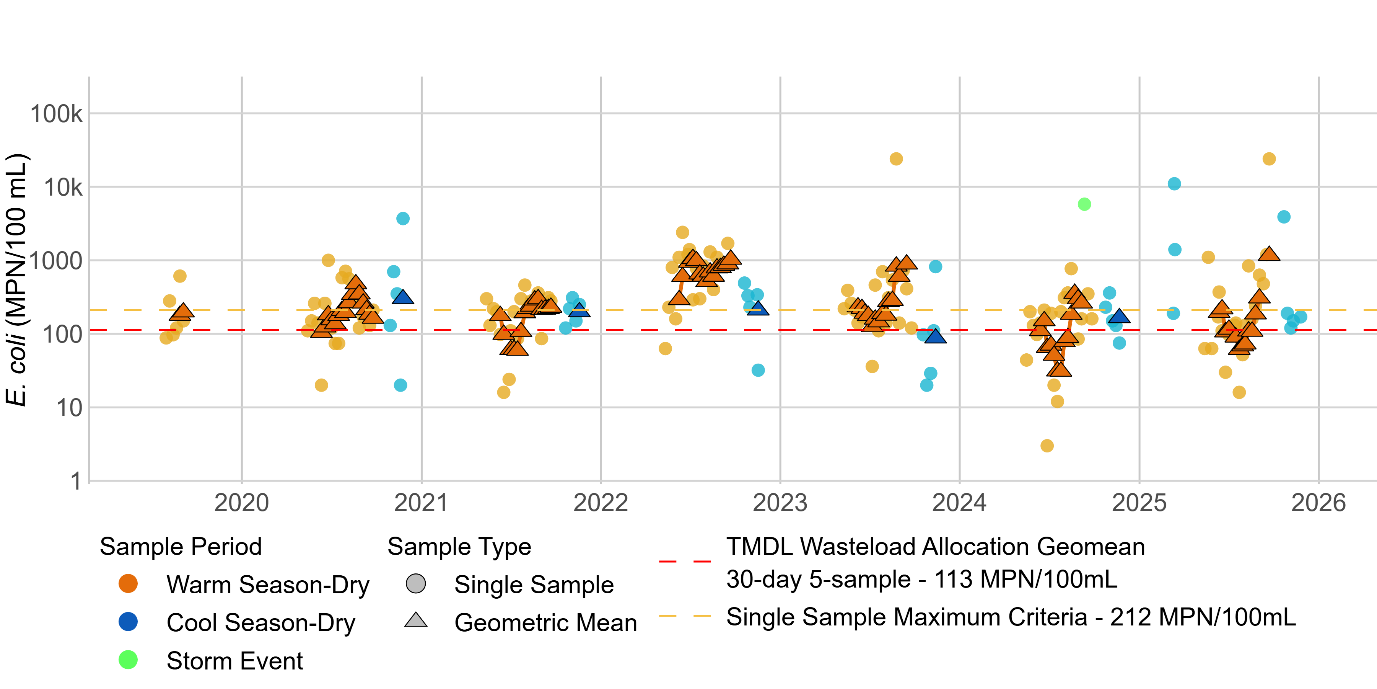 100k
10k
1000
100
10
1
E. coli (MPN/100 mL)
2020 2021 2022 2023 2024 2025 2026
Sample Period
Warm Season-Dry
Cool Season-Dry
Storm Event
Sample Type
Single Sample
Geometric Mean
TMDL Wasteload Allocation Geomean
30-day 5-sample - 113 MPN/100mL
Single Sample Maximum Criteria - 212 MPN/100mL